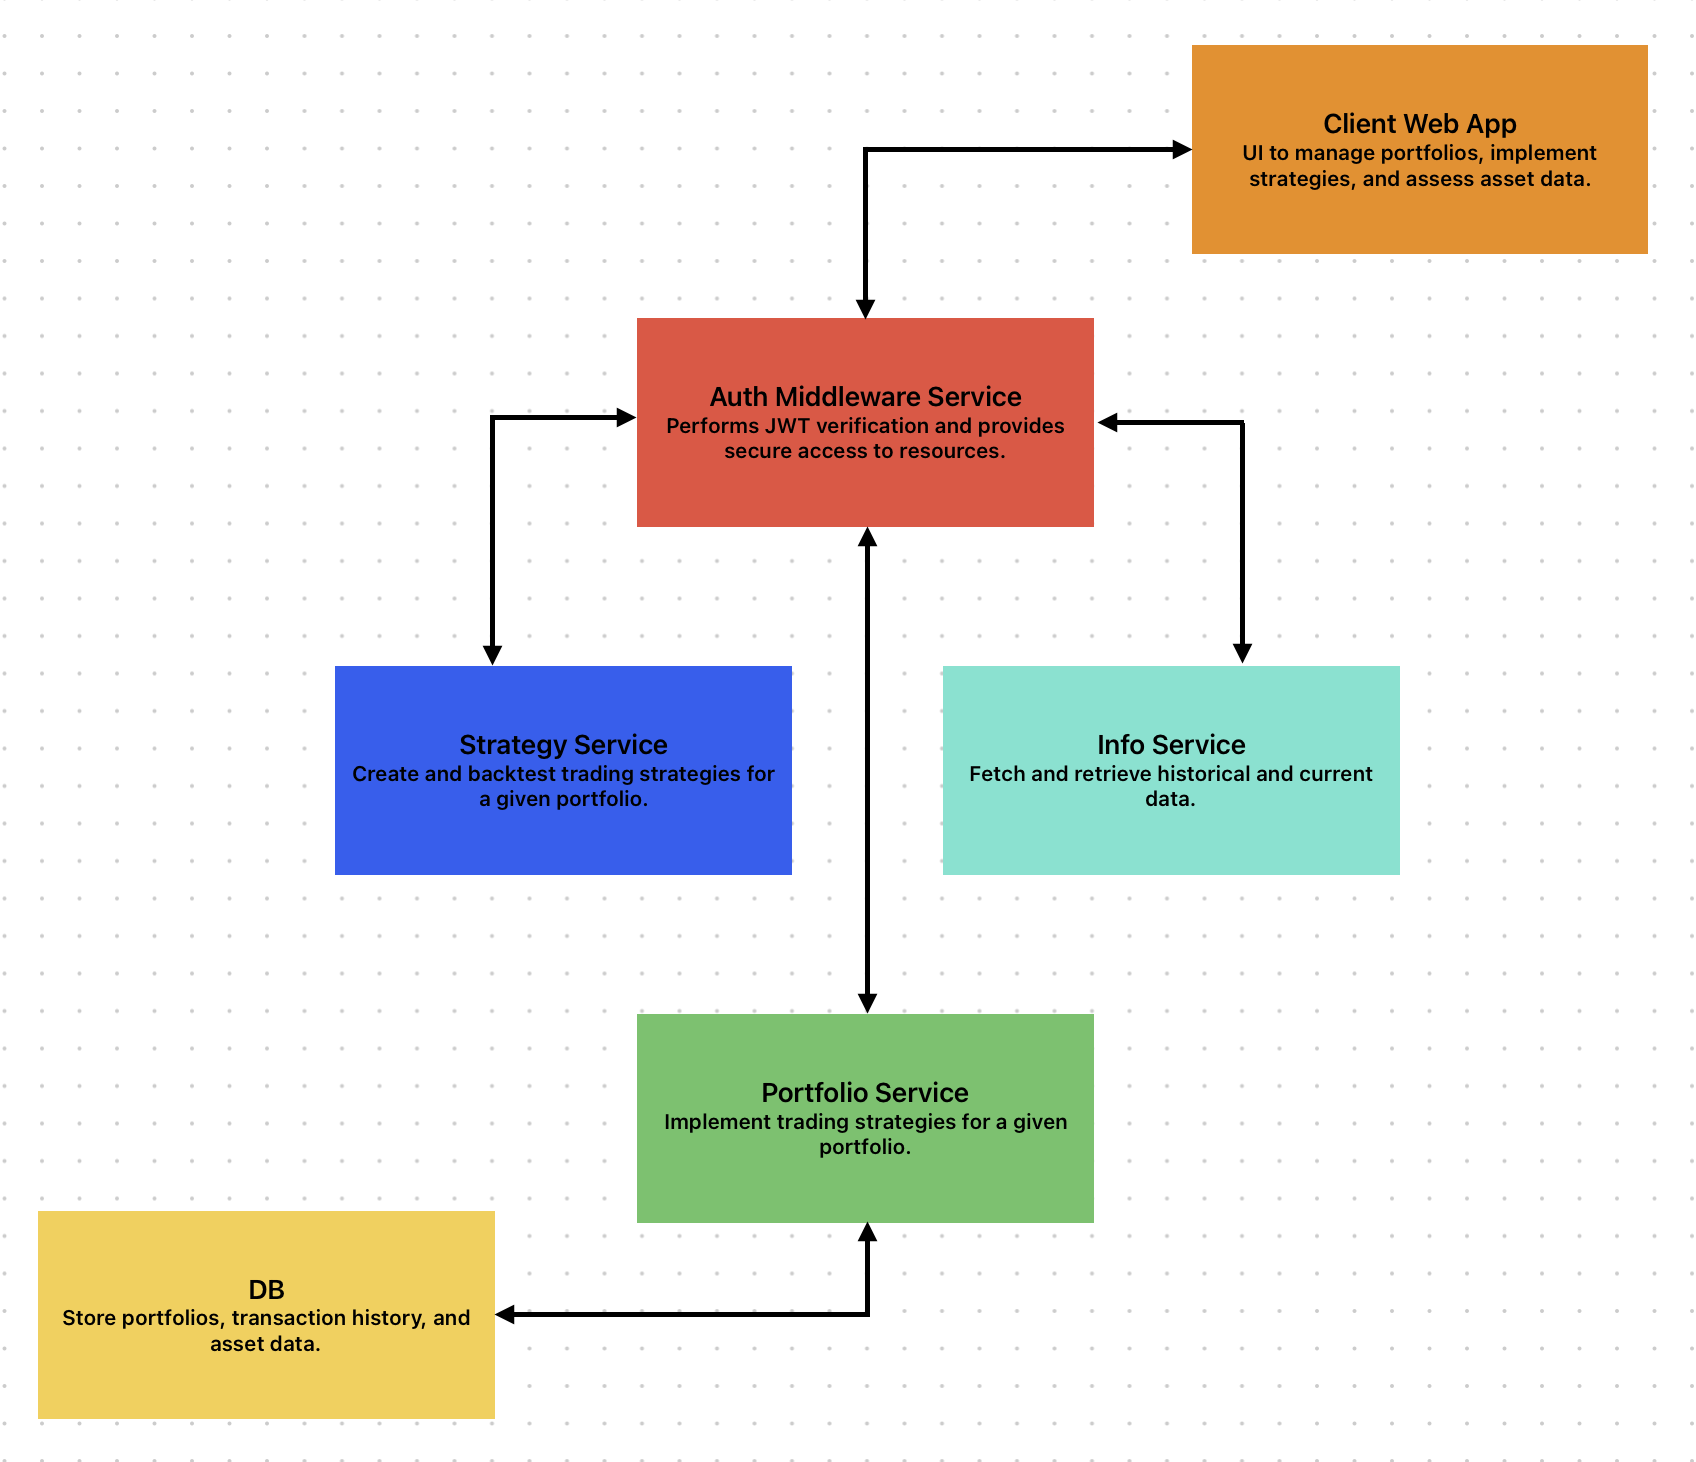 Client Web App
UI to manage portfolios, implement
strategies, and assess asset data.
Auth Middleware Service
Performs JWT verification and provides
secure access to resources.
Strategy Service
Create and backtest trading strategies for
a given portfolio.
Info Service
Fetch and retrieve historical and current
data.
Portfolio Service
Implement trading strategies for a given
portfolio.
DB
Store portfolios, transaction history, and
asset data.